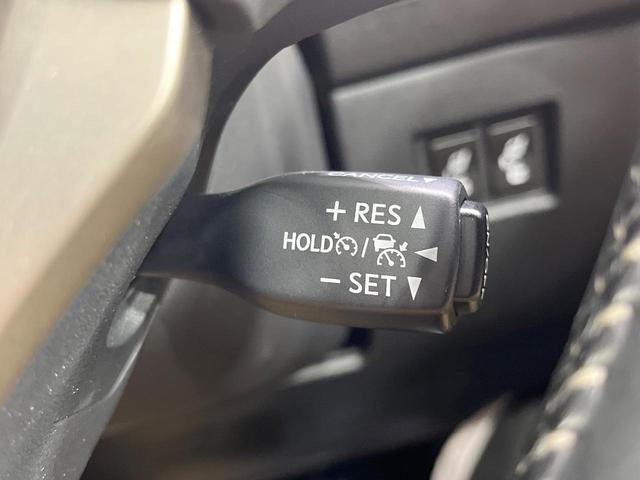 CANCEL▼
+ RES ▲
HOLD / ◀
− SET ▼